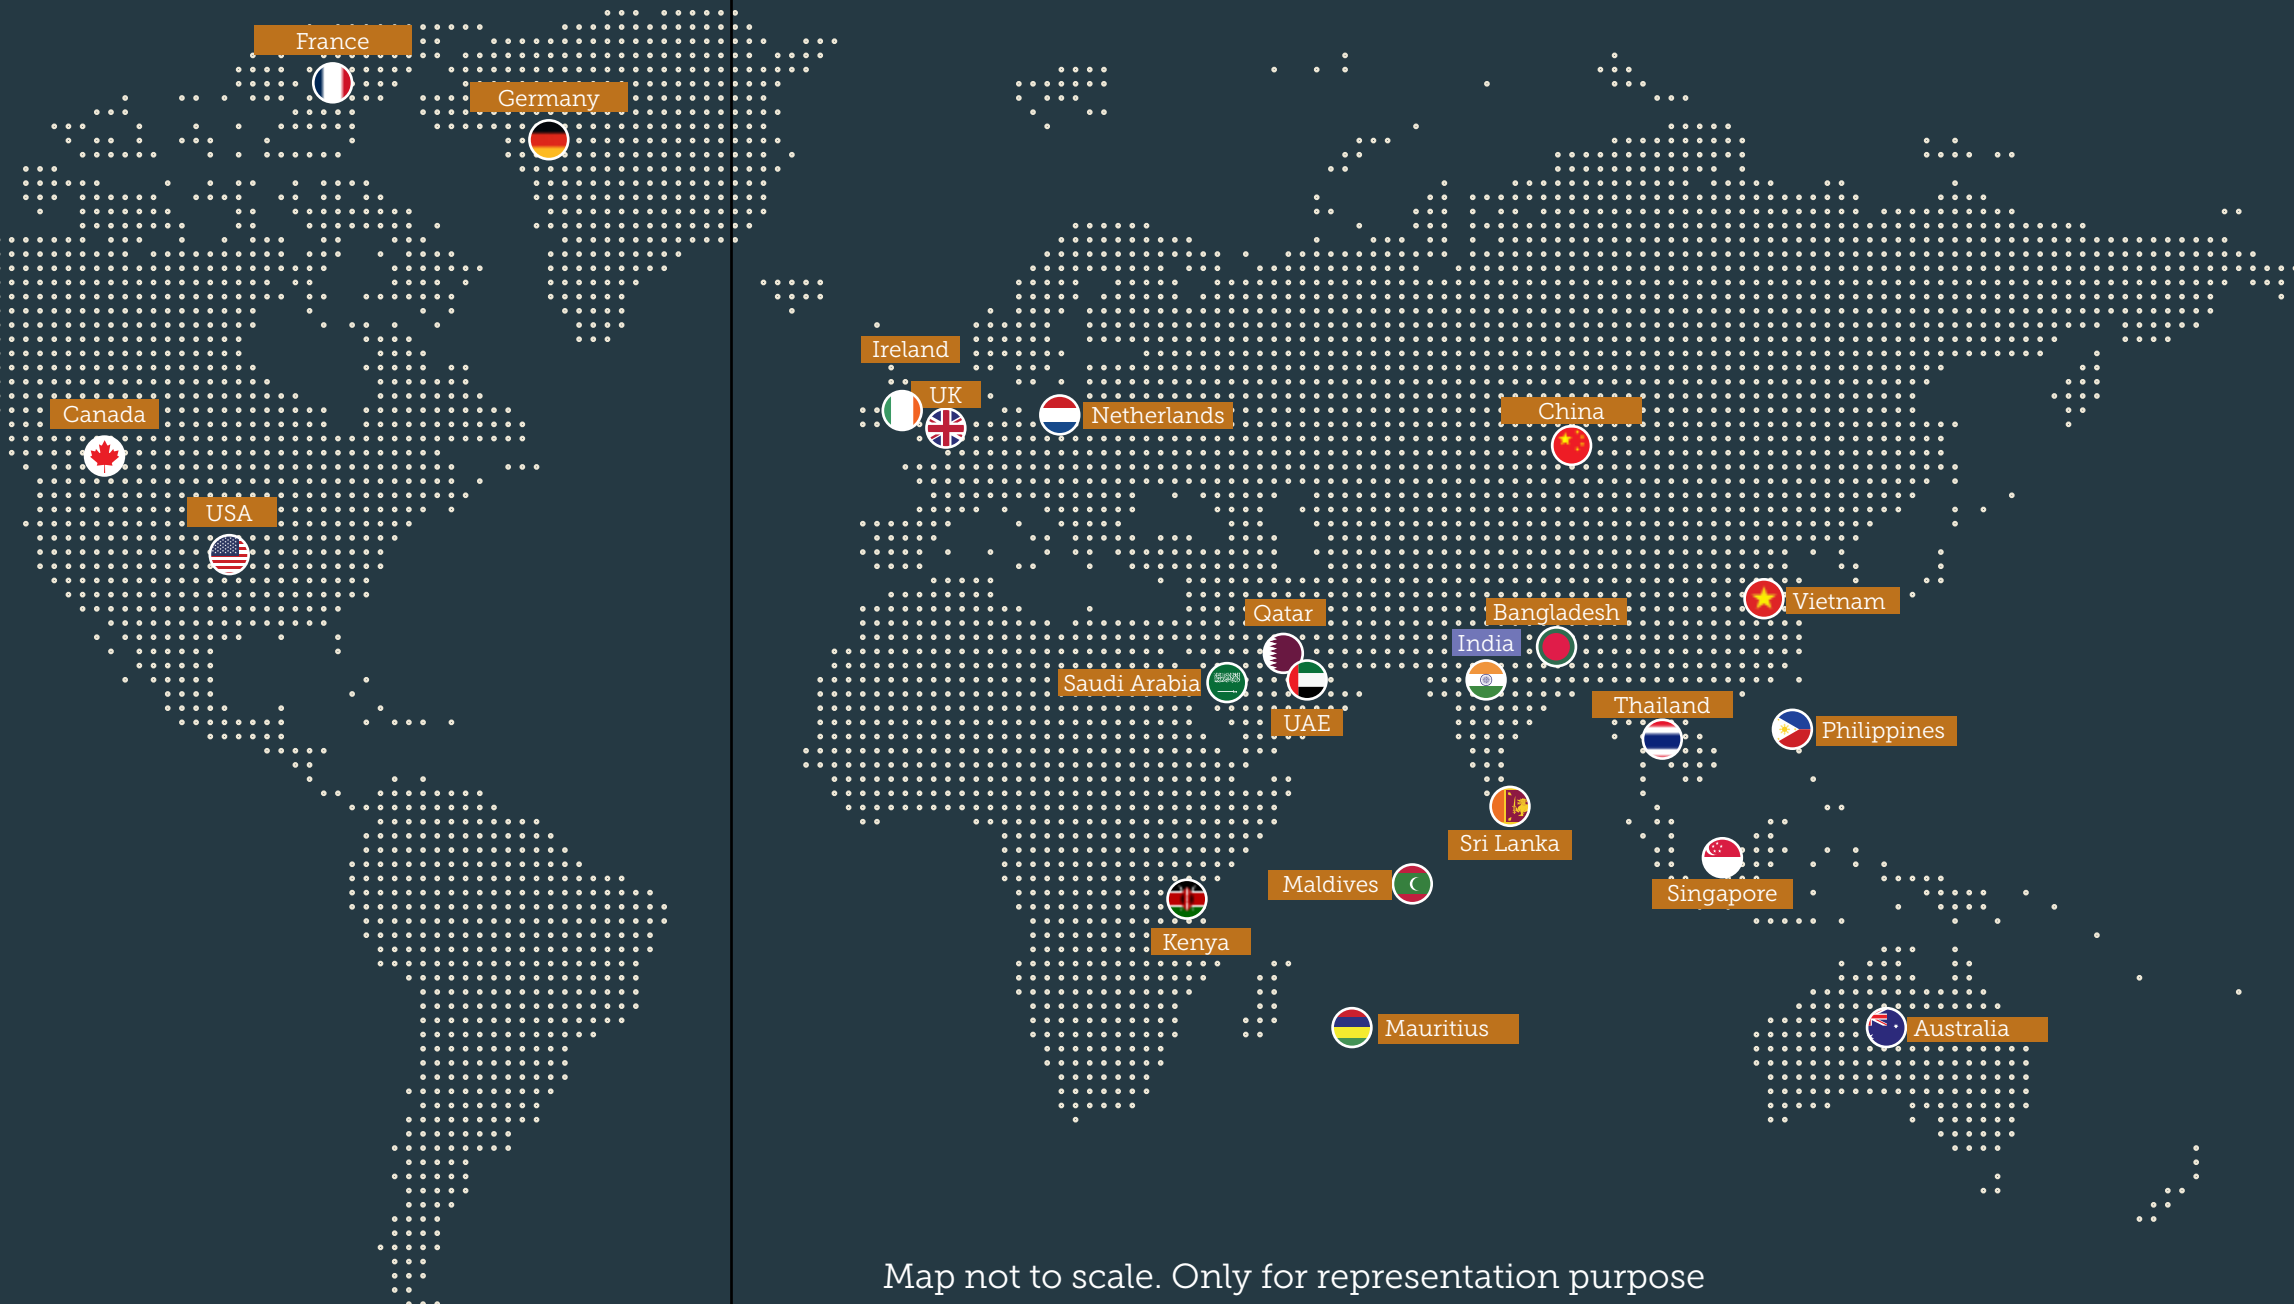 France
Germany
Ireland
UK
Netherlands
China
Canada
USA
Vietnam
Qatar
Bangladesh
India
Saudi Arabia
Thailand
UAE
Philippines
Sri Lanka
Maldives
Singapore
Kenya
Mauritius
Australia
Map not to scale. Only for representation purpose